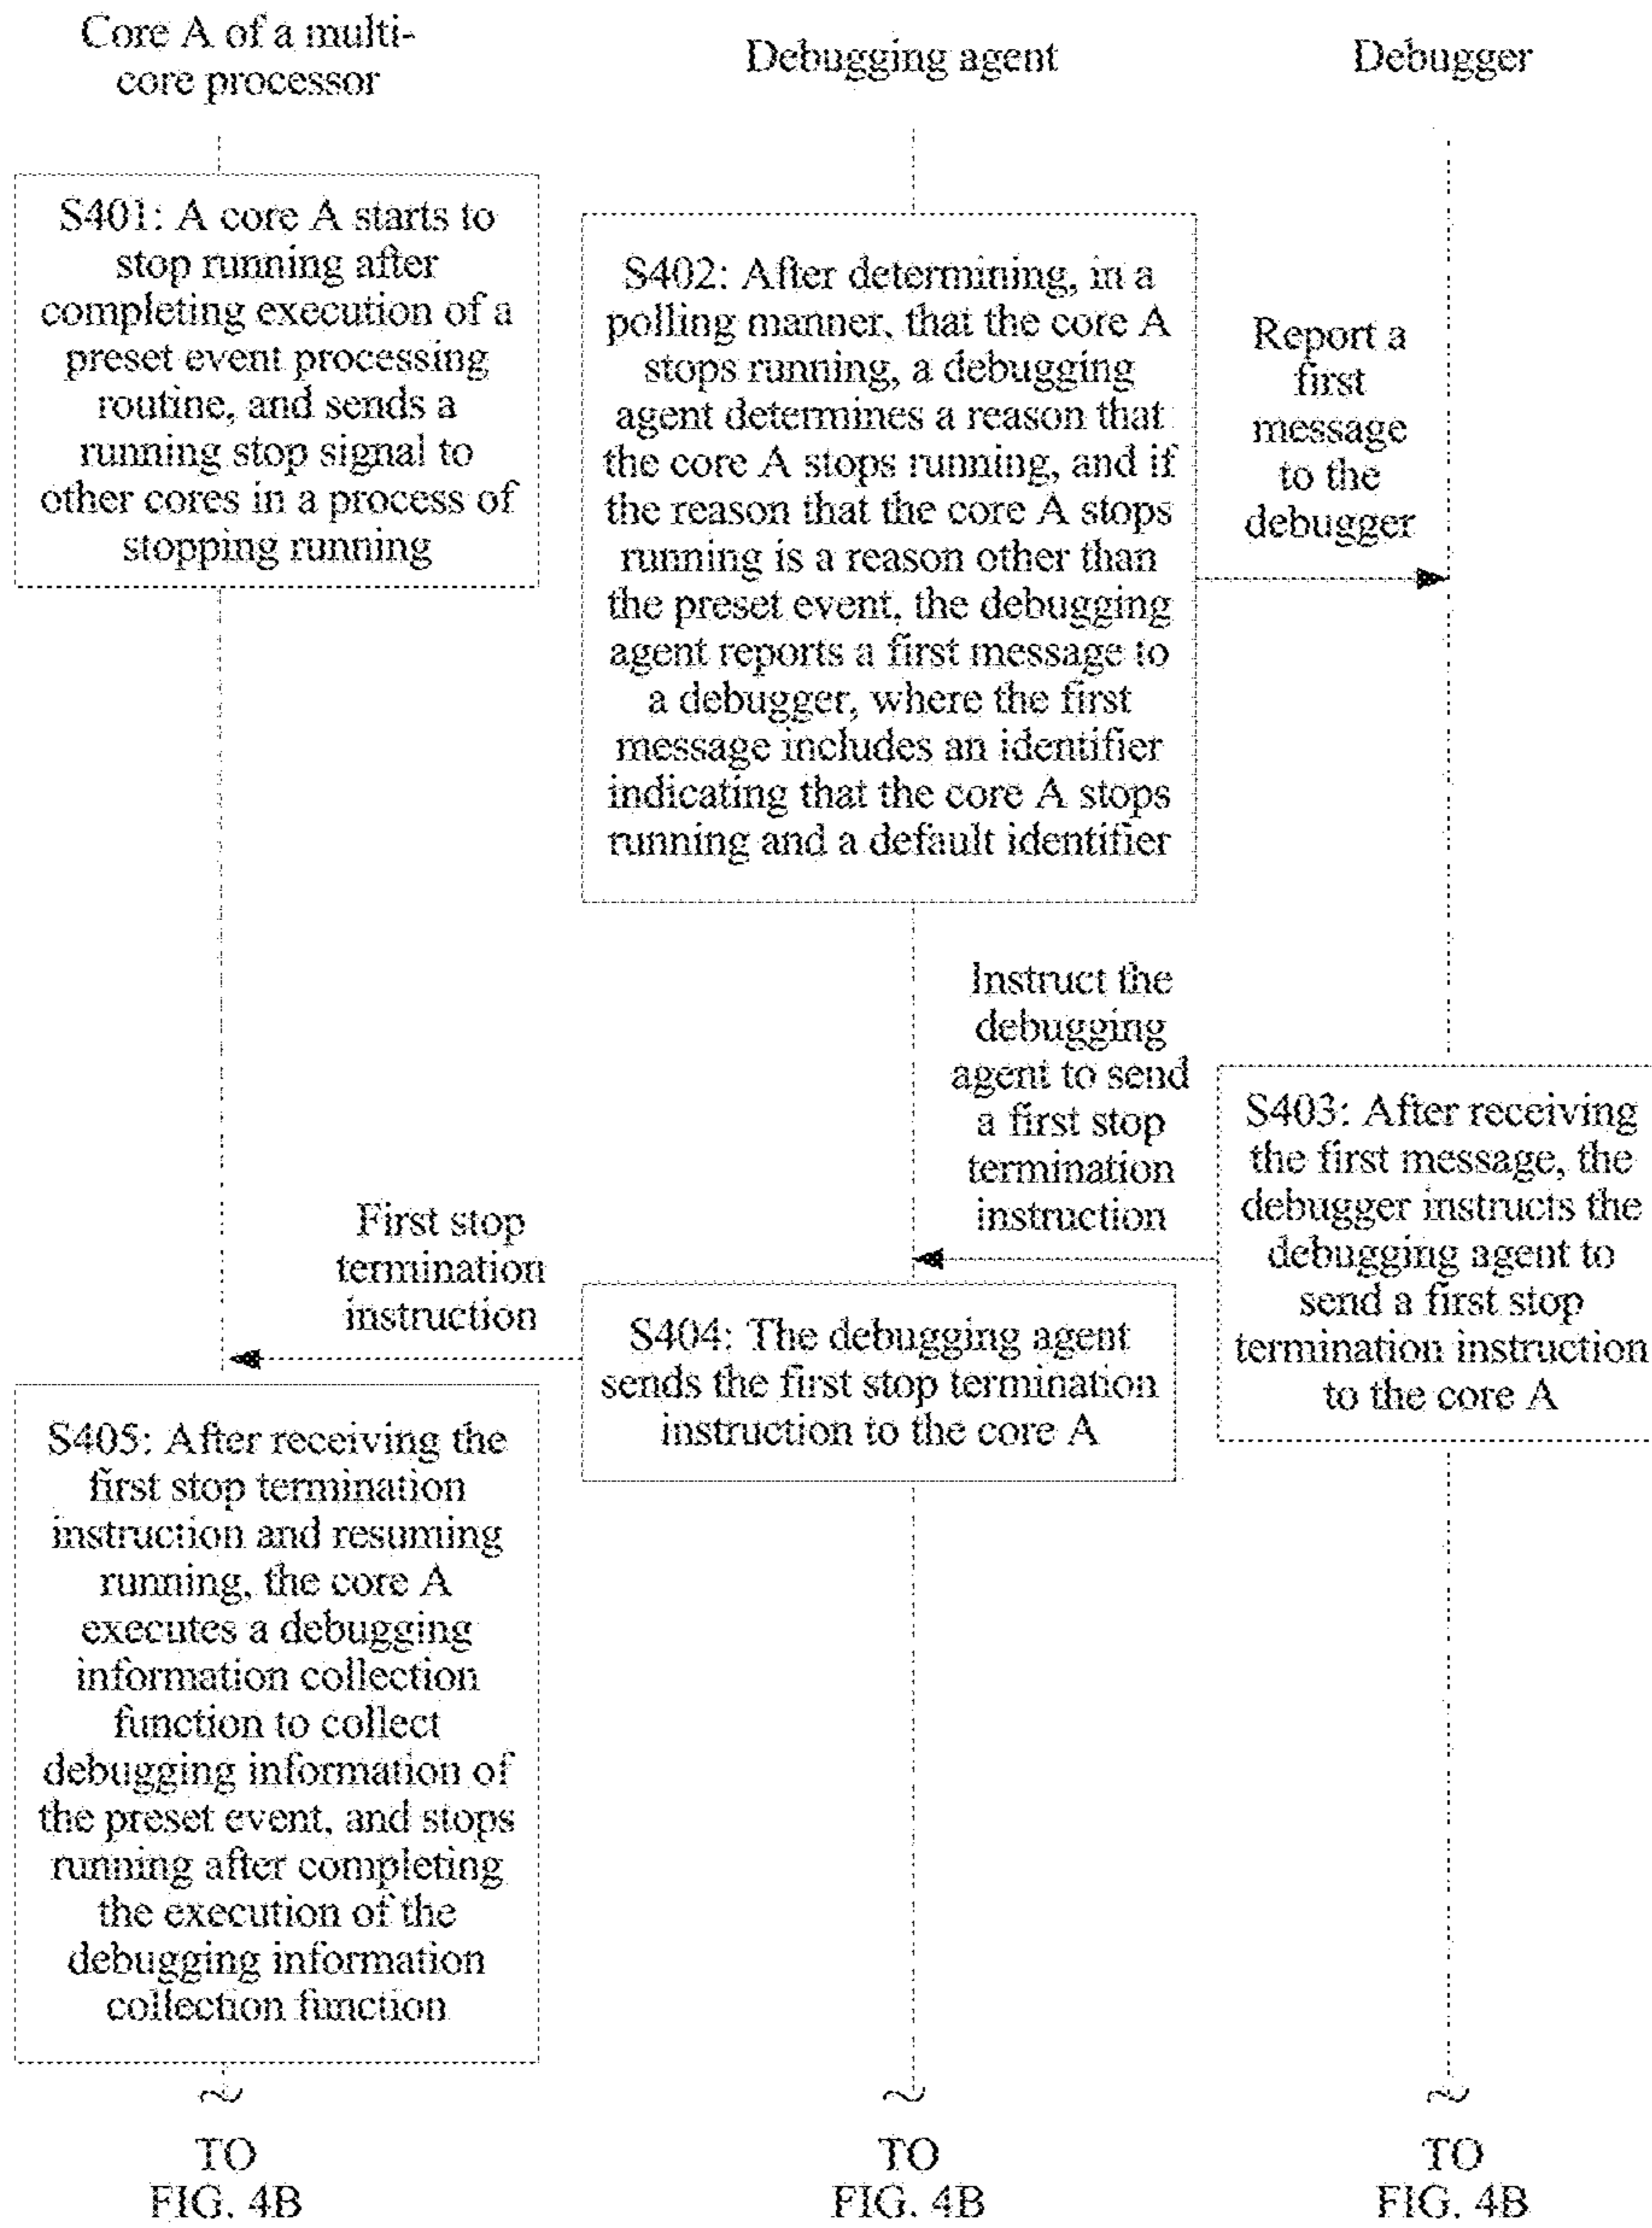 Core A of a multi-
core processor
Debugging agent
Debugger
S401: A core A starts to
stop running after
completing execution of a
preset event processing
routine, and sends a
running stop signal to
other cores in a process of
stopping running
S402: After determining, in a
polling manner, that the core A
stops running, a debugging
agent determines a reason that
the core A stops running, and if
the reason that the core A stops
running is a reason other than
the preset event, the debugging
agent reports a first message to
a debugger, where the first
message includes an identifier
indicating that the core A stops
running and a default identifier
Report a
first
message
to the
debugger
Instruct the
debugging
agent to send
a first stop
termination
instruction
S403: After receiving
the first message, the
debugger instructs the
debugging agent to
send a first stop
termination instruction
to the core A
First stop
termination
instruction
S404: The debugging agent
sends the first stop termination
instruction to the core A
S405: After receiving the
first stop termination
instruction and resuming
running, the core A
executes a debugging
information collection
function to collect
debugging information of
the preset event, and stops
running after completing
the execution of the
debugging information
collection function
TO
FIG. 4B
TO
FIG. 4B
TO
FIG. 4B